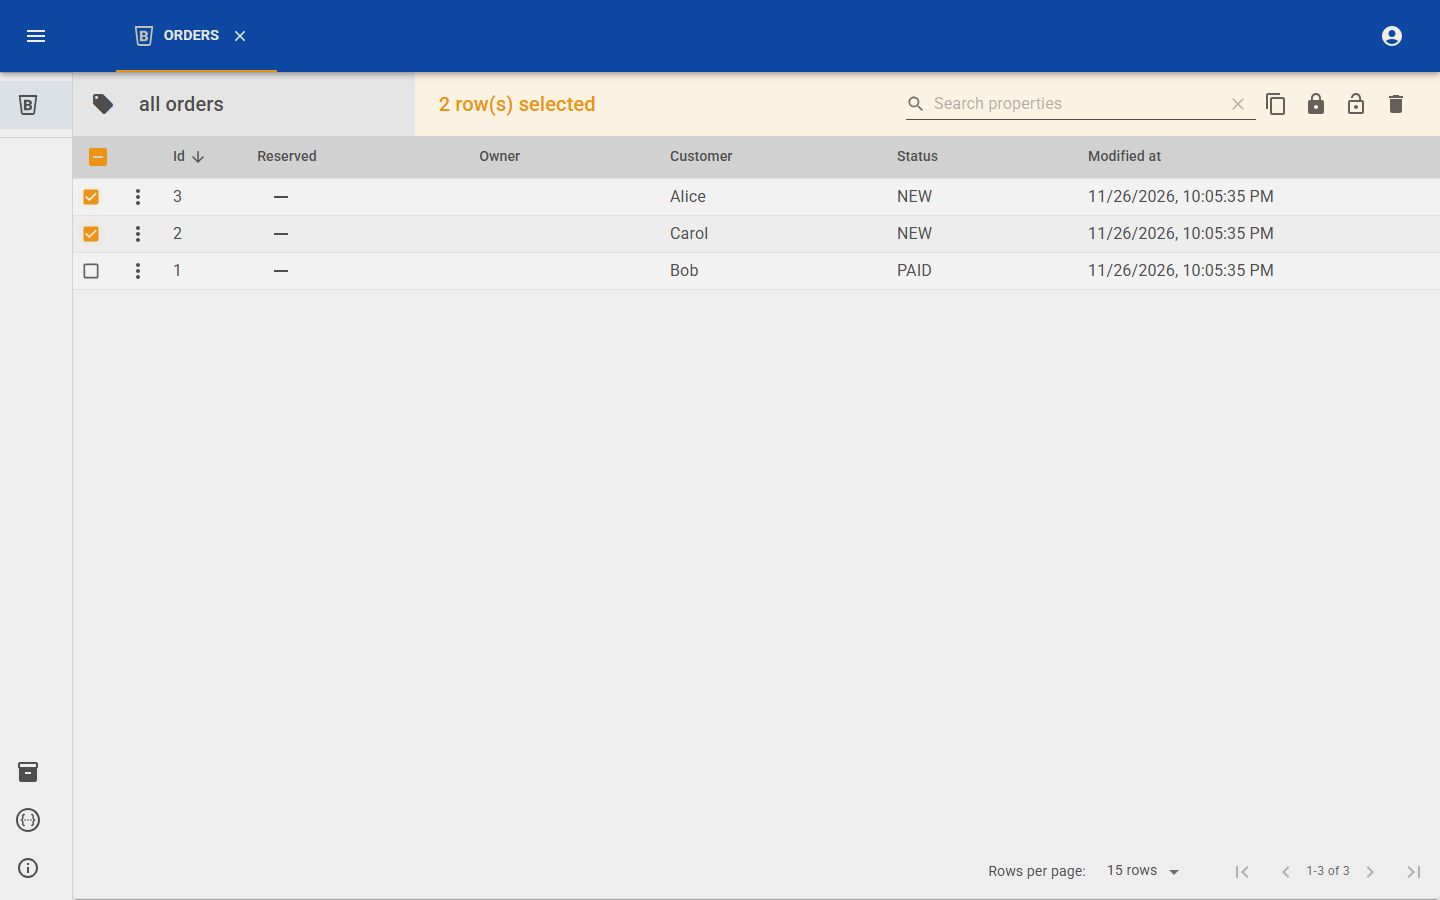 ORDERS
all orders
2 row(s) selected
Search properties
Id Reserved Owner Customer Status Modified at
3 — Alice NEW 11/26/2026, 10:05:35 PM
2 — Carol NEW 11/26/2026, 10:05:35 PM
1 — Bob PAID 11/26/2026, 10:05:35 PM
Rows per page: 15 rows 1-3 of 3